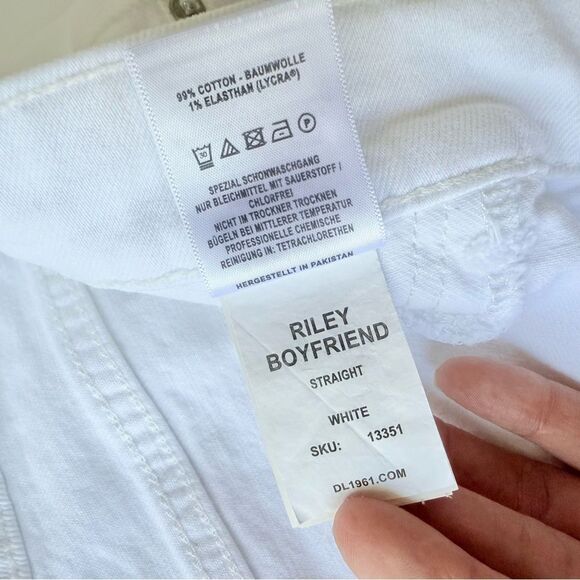 99% COTTON - BAUMWOLLE
1% ELASTHAN (LYCRA®)
30 P
SPEZIAL SCHONWASCHGANG
NUR BLEICHMITTEL MIT SAUERSTOFF /
CHLORFREI
NICHT IM TROCKNER TROCKNEN
BÜGELN BEI MITTLERER TEMPERATUR
PROFESSIONELLE CHEMISCHE
REINIGUNG IN: TETRACHLORETHEN
HERGESTELLT IN PAKISTAN
RILEY
BOYFRIEND
STRAIGHT
WHITE
SKU: 13351
DL1961.COM